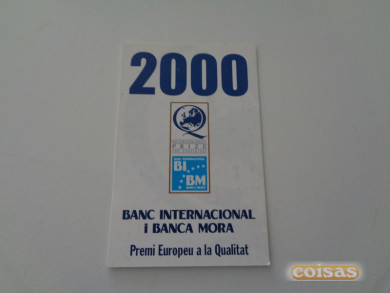 2000
Q
BI
BM
BANC INTERNACIONAL
I BANCA MORA
Premi Europeu a la Qualitat
coisas